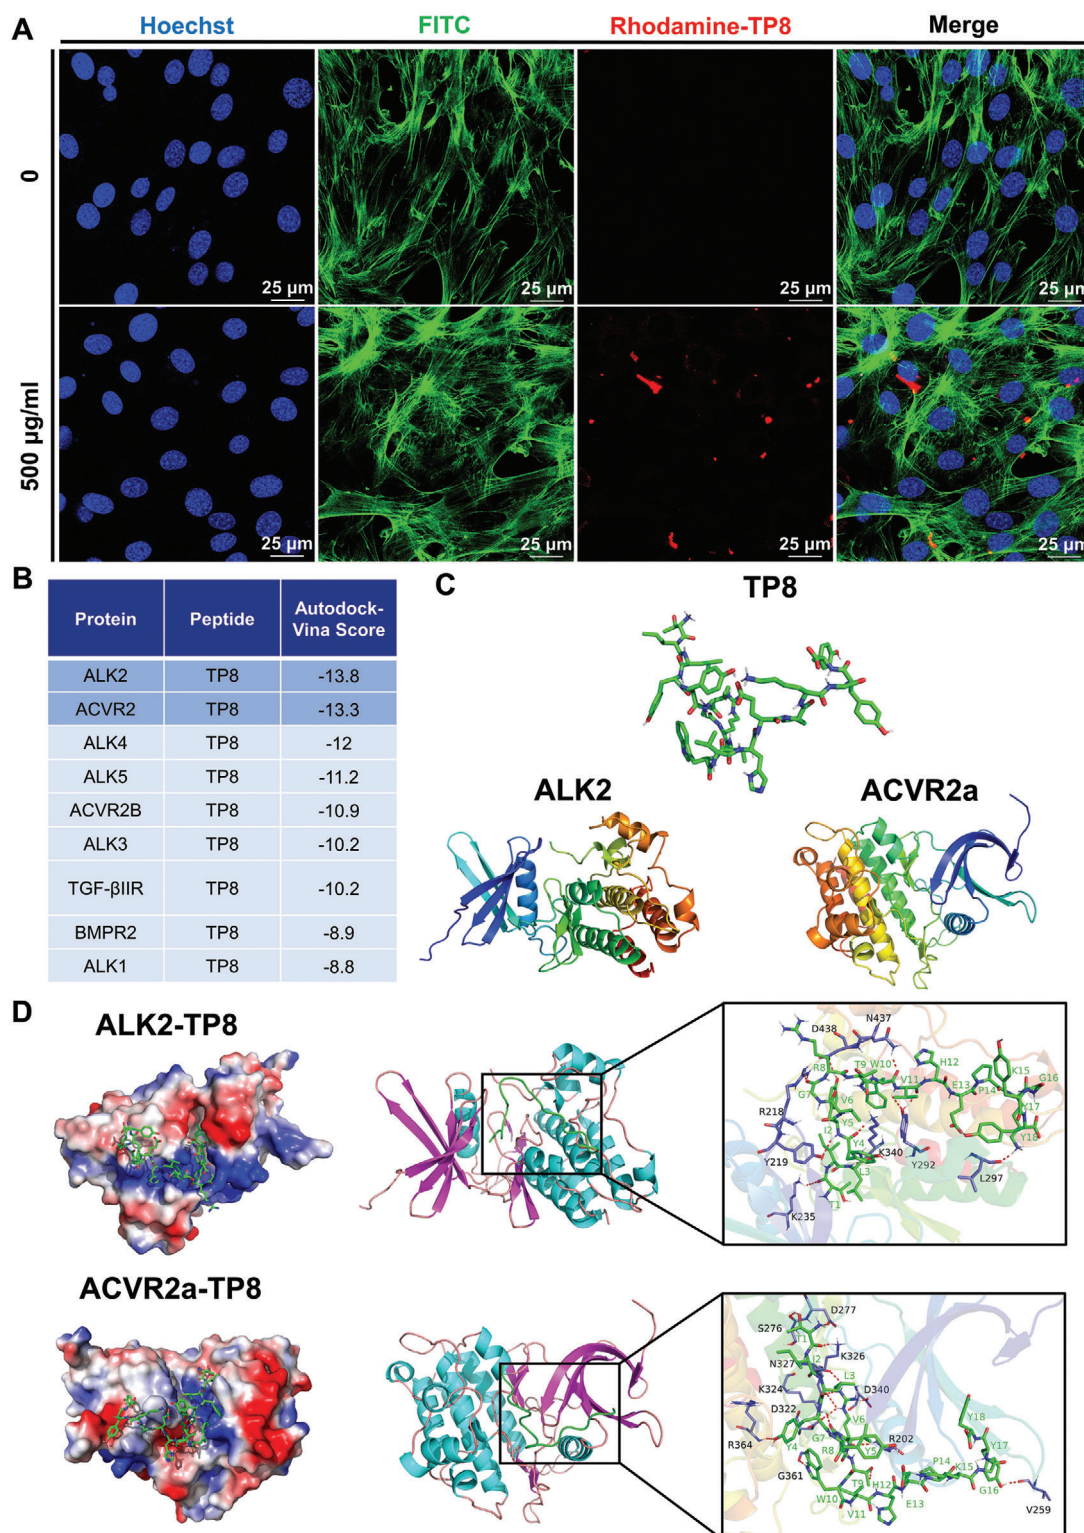 A
Hoechst
FITC
Rhodamine-TP8
Merge
0
25 µm
25 µm
25 µm
25 µm
500 µg/ml
25 µm
25 µm
25 µm
25 µm
B
Protein Peptide Autodock-
Vina Score
ALK2 TP8 -13.8
ACVR2 TP8 -13.3
ALK4 TP8 -12
ALK5 TP8 -11.2
ACVR2B TP8 -10.9
ALK3 TP8 -10.2
TGF-βIIR TP8 -10.2
BMPR2 TP8 -8.9
ALK1 TP8 -8.8
C
TP8
ALK2
ACVR2a
D
ALK2-TP8
N437
D438
T9
W10
H12
R8
K15
V11
E13
P14
G16
G7
V6
Y17
R218
I2
Y5
Y18
Y4
K340
Y219
L3
Y292
L297
T1
K235
ACVR2a-TP8
D277
S276
T1
I2
K326
N327
L3
K324
D340
D322
V6
Y18
G7
R202
R364
Y4
R8
Y5
Y17
G361
P14
K15
T9
H12
G16
W10
E13
V11
V259